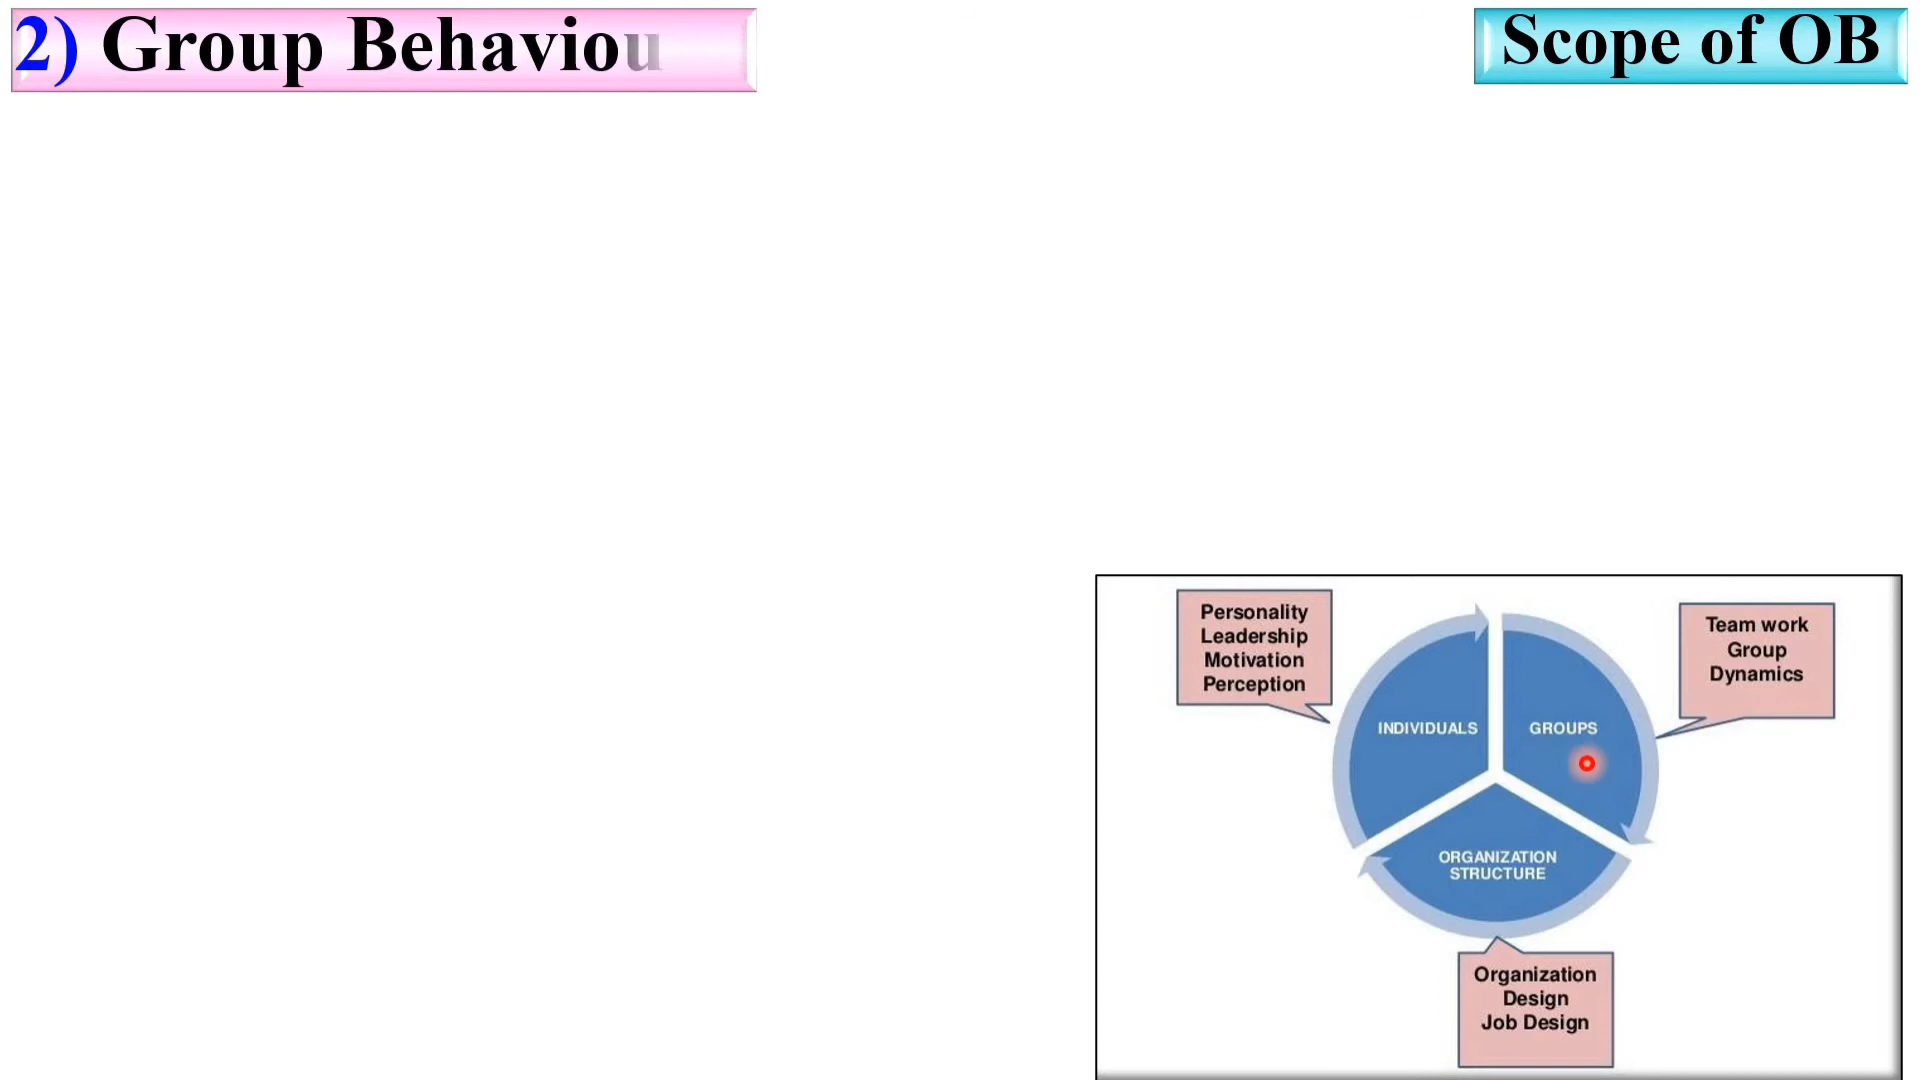 2) Group Behaviou
Scope of OB
Personality
Leadership
Motivation
Perception
Team work
Group
Dynamics
INDIVIDUALS
GROUPS
ORGANIZATION
STRUCTURE
Organization
Design
Job Design